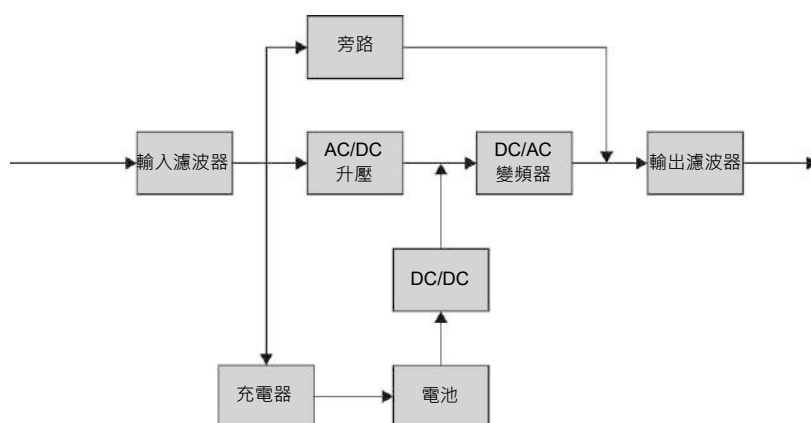 旁路
輸入濾波器
AC/DC
升壓
DC/AC
變頻器
輸出濾波器
DC/DC
充電器
電池